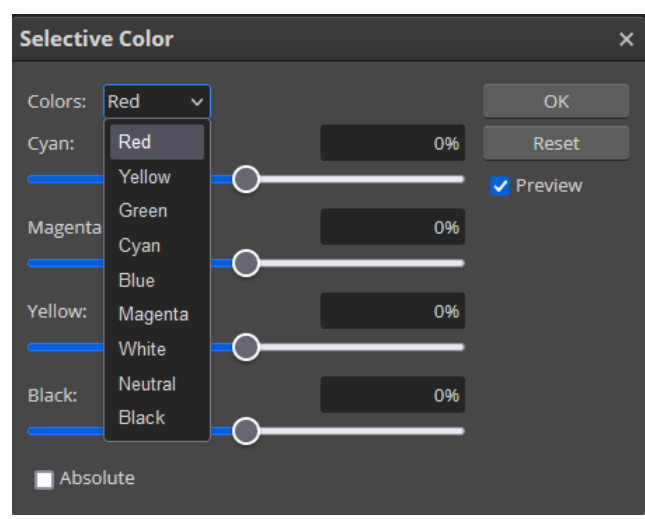 Selective Color
Colors: Red
OK
Cyan:
0%
Reset
Preview
Red
Yellow
Green
Cyan
Blue
Magenta
White
Neutral
Black
Magenta
0%
Yellow:
0%
Black:
0%
Absolute